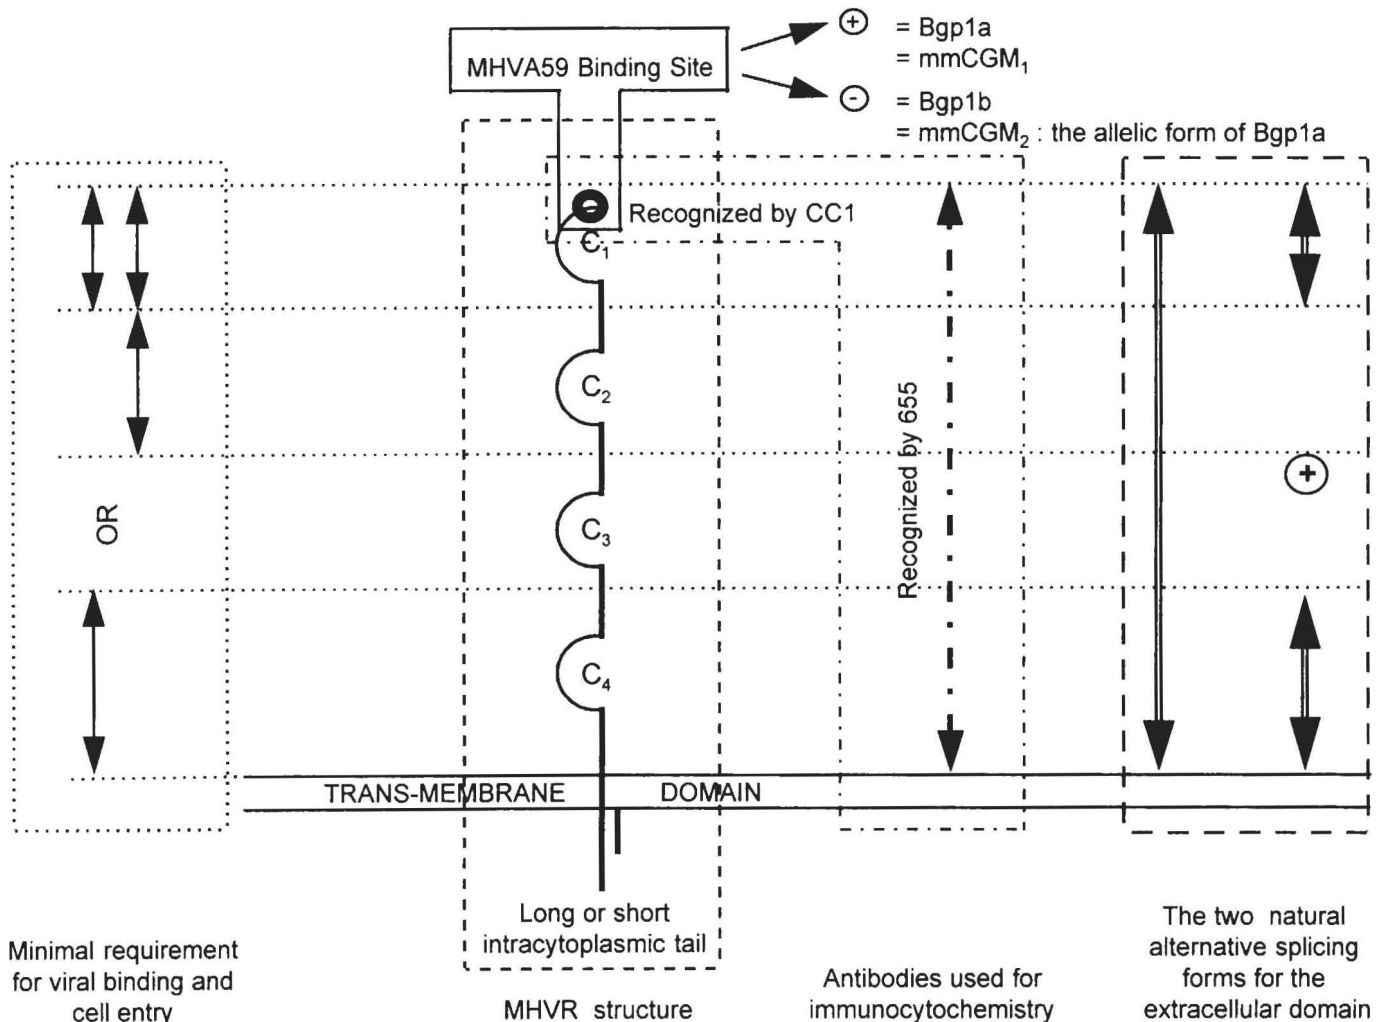 MHVA59 Binding Site
⊕ = Bgp1a
= mmCGM₁
⊖ = Bgp1b
= mmCGM₂ : the allelic form of Bgp1a
Recognized by CC1
C₁
C₂
C₃
C₄
OR
Recognized by 655
+
TRANS-MEMBRANE DOMAIN
Long or short
intracytoplasmic tail
Minimal requirement
for viral binding and
cell entry
MHVR structure
Antibodies used for
immunocytochemistry
The two natural
alternative splicing
forms for the
extracellular domain